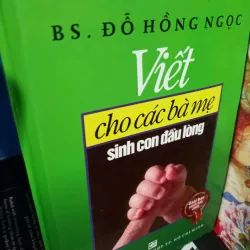 BS. ĐỖ HỒNG NGỌC
Viết
cho các bà mẹ
sinh con đầu lòng